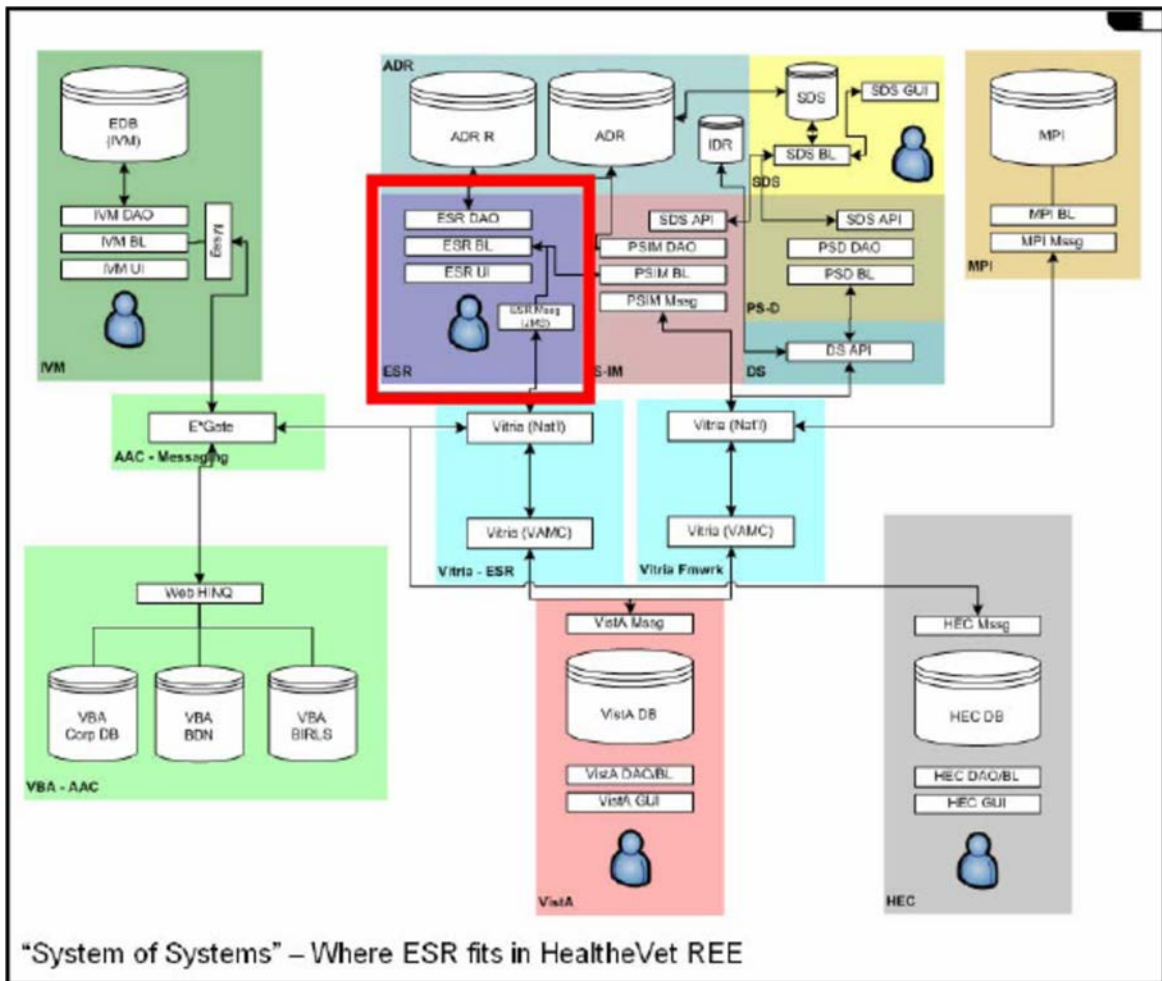 ADR
EDB
(IVM)
ADR R
ADR
IDR
SDS
SDS GUI
SDS BL
SDS
MPI
IVM DAO
IVM BL
IVM UI
Mssg
IVM
ESR DAO
ESR BL
ESR UI
ESR Mssg
(JMS)
ESR
SDS API
PSIM DAO
PSIM BL
PSIM Mssg
S-IM
SDS API
PSD DAO
PSD BL
PS-D
DS API
DS
MPI BL
MPI Mssg
MPI
E*Gate
AAC - Messaging
Vitria (Nat'l)
Vitria (VAMC)
Vitria - ESR
Vitria (Nat'l)
Vitria (VAMC)
Vitria Fmwrk
Web HINQ
VBA
Corp DB
VBA
BDN
VBA
BIRLS
VBA - AAC
VistA Mssg
VistA DB
VistA DAO/BL
VistA GUI
VistA
HEC Mssg
HEC DB
HEC DAO/BL
HEC GUI
HEC
“System of Systems” – Where ESR fits in HealtheVet REE